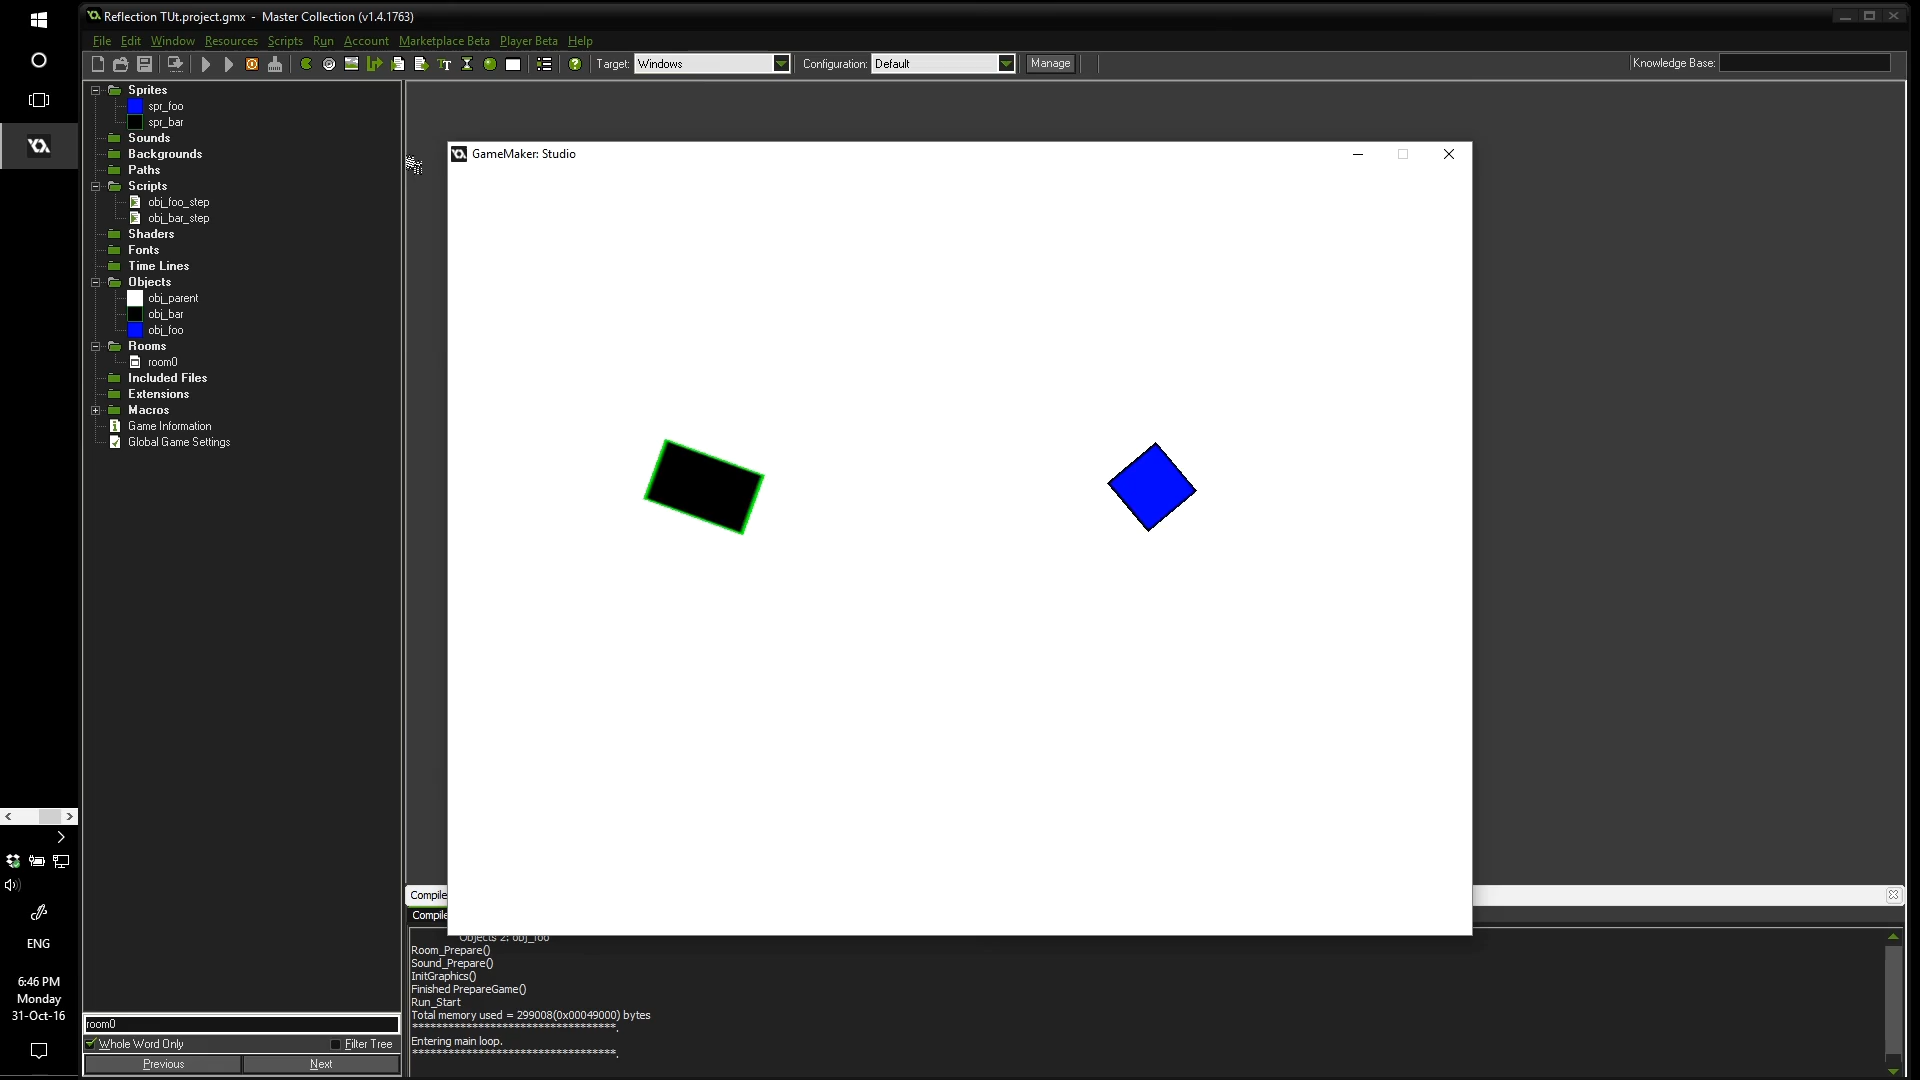 Reflection TUt.project.gmx - Master Collection (v1.4.1763)
File Edit Window Resources Scripts Run Account Marketplace Beta Player Beta Help
Target: Windows Configuration: Default Manage Knowledge Base:
Sprites
spr_foo
spr_bar
Sounds
Backgrounds
Paths
Scripts
obj_foo_step
obj_bar_step
Shaders
Fonts
Time Lines
Objects
obj_parent
obj_bar
obj_foo
Rooms
room0
Included Files
Extensions
Macros
Game Information
Global Game Settings
GameMaker: Studio
Compile
Compile
Objects 2: obj_foo
Room_Prepare()
Sound_Prepare()
InitGraphics()
Finished PrepareGame()
Run_Start
Total memory used = 299008(0x00049000) bytes
***********************************.
Entering main loop.
***********************************.
room0
Whole Word Only Filter Tree
Previous Next
ENG
6:46 PM
Monday
31-Oct-16